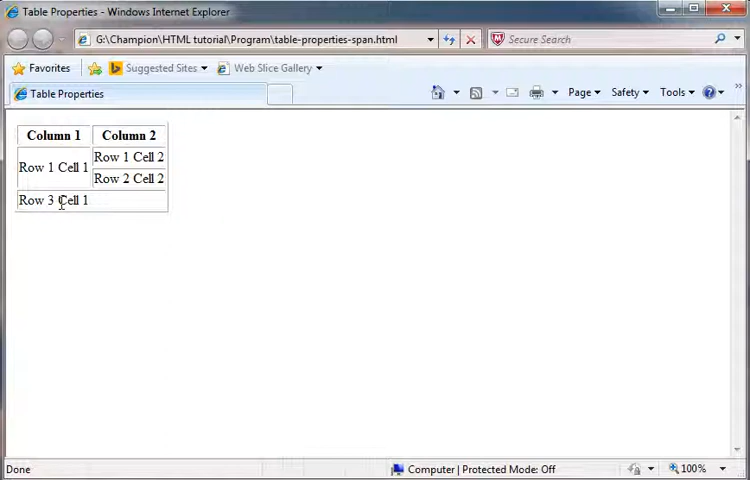 Table Properties - Windows Internet Explorer
G:\Champion\HTML tutorial\Program\table-properties-span.html
Secure Search
Favorites
Suggested Sites
Web Slice Gallery
Table Properties
Page
Safety
Tools
Column 1
Column 2
Row 1 Cell 1
Row 1 Cell 2
Row 2 Cell 2
Row 3 Cell 1
Done
Computer | Protected Mode: Off
100%